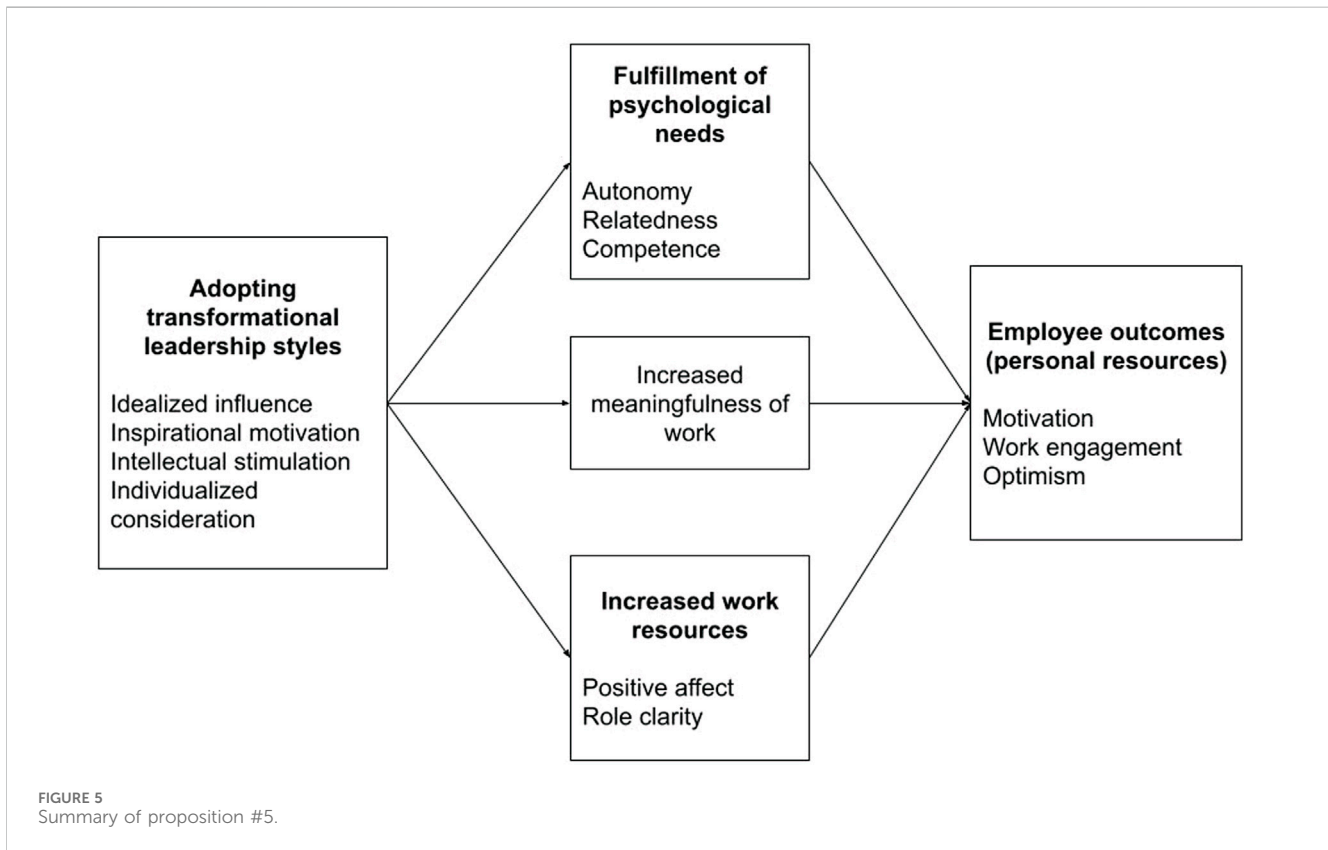 Fulfillment of
psychological
needs
Autonomy
Relatedness
Competence
Adopting
transformational
leadership styles
Idealized influence
Inspirational motivation
Intellectual stimulation
Individualized
consideration
Increased
meaningfulness of
work
Employee outcomes
(personal resources)
Motivation
Work engagement
Optimism
Increased work
resources
Positive affect
Role clarity
FIGURE 5
Summary of proposition #5.